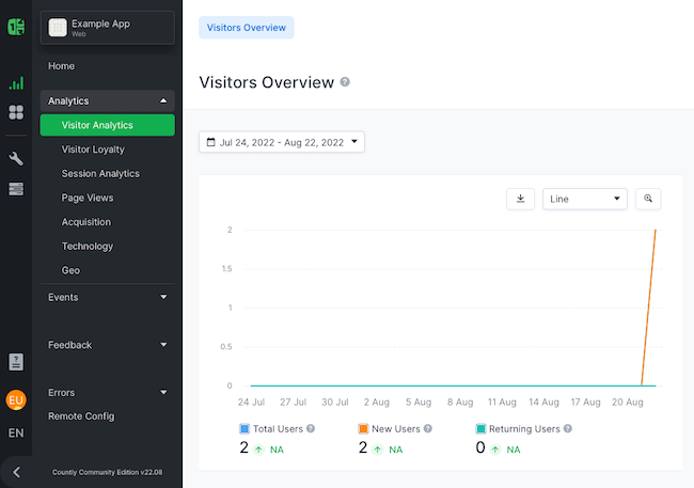 Example App
Web
Home
Analytics
Visitor Analytics
Visitor Loyalty
Session Analytics
Page Views
Acquisition
Technology
Geo
Events
Feedback
Errors
Remote Config
EU
EN
Countly Community Edition v22.08
Visitors Overview
Visitors Overview ?
Jul 24, 2022 - Aug 22, 2022
Line
2
1.5
1
0.5
0
24 Jul 27 Jul 30 Jul 2 Aug 5 Aug 8 Aug 11 Aug 14 Aug 17 Aug 20 Aug
Total Users ? New Users ? Returning Users ?
2 NA 2 NA 0 NA